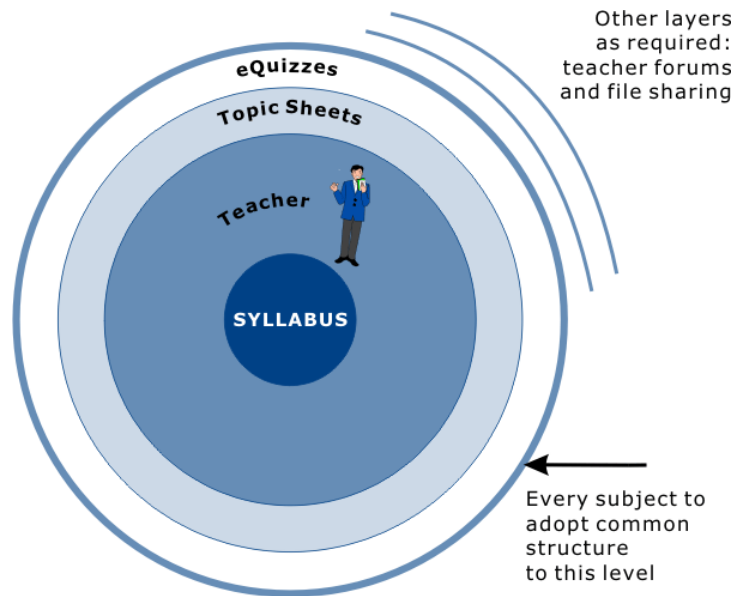 Other layers
as required:
teacher forums
and file sharing
eQuizzes
Topic Sheets
Teacher
SYLLABUS
Every subject to
adopt common
structure
to this level